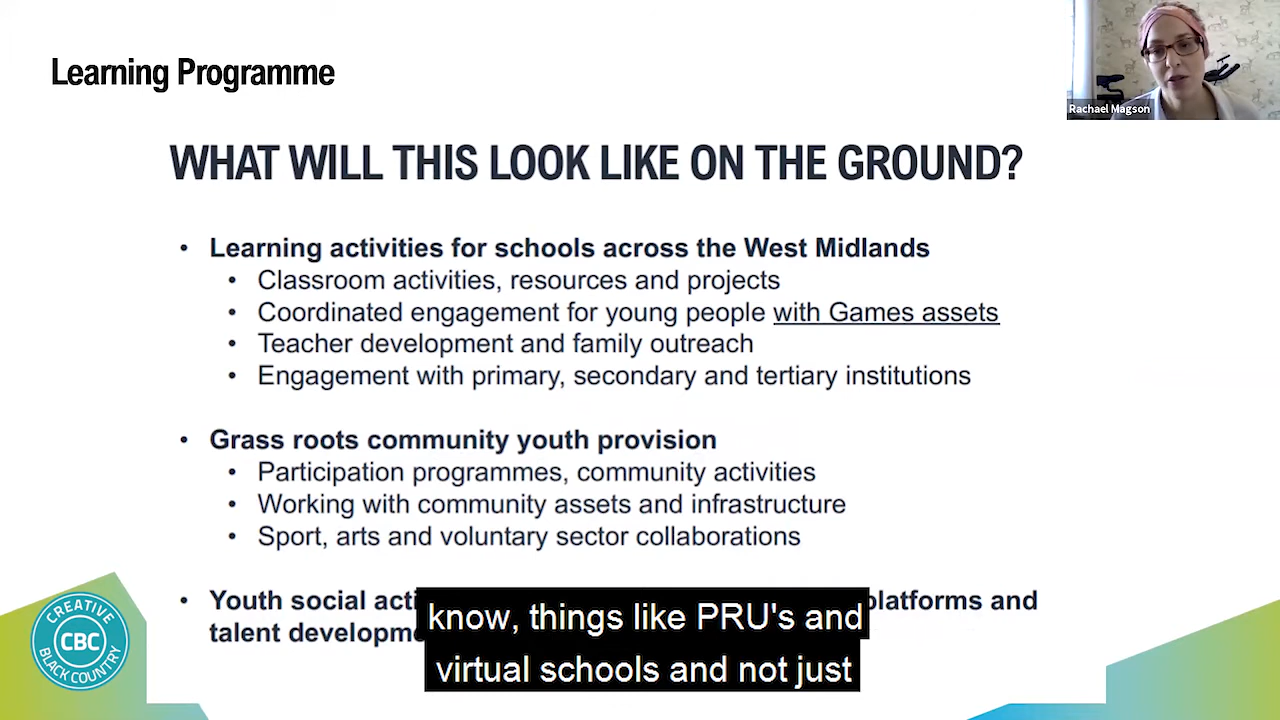 Learning Programme
Rachael Magson
WHAT WILL THIS LOOK LIKE ON THE GROUND?
• Learning activities for schools across the West Midlands
• Classroom activities, resources and projects
• Coordinated engagement for young people with Games assets
• Teacher development and family outreach
• Engagement with primary, secondary and tertiary institutions
• Grass roots community youth provision
• Participation programmes, community activities
• Working with community assets and infrastructure
• Sport, arts and voluntary sector collaborations
• Youth social platforms and
talent
know, things like PRU's and
virtual schools and not just
CREATIVE
CBC
BLACK COUNTRY